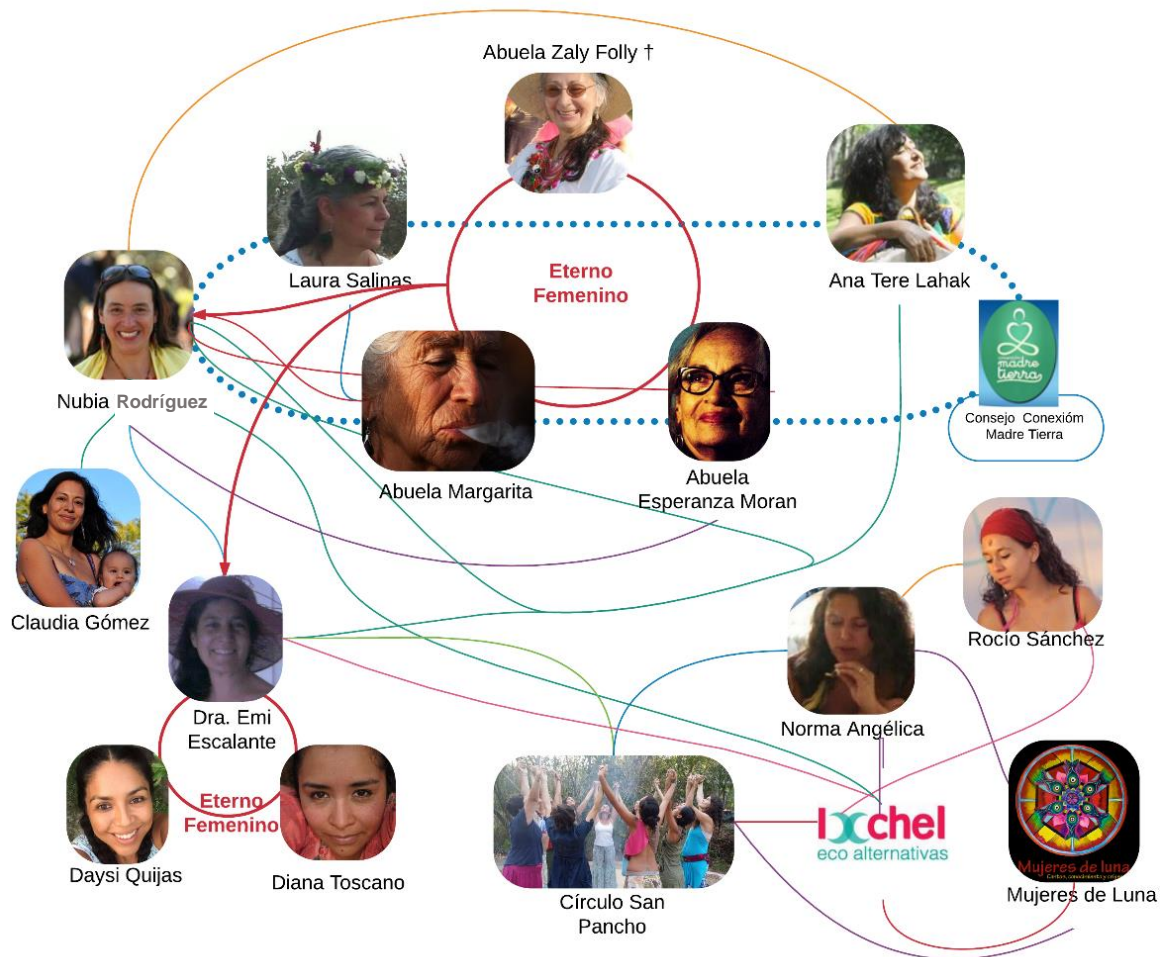 Abuela Zaly Folly †
Eterno
Femenino
Laura Salinas
Ana Tere Lahak
madre
tierra
Nubia Rodríguez
Consejo Conexióm
Madre Tierra
Abuela Margarita
Abuela
Esperanza Moran
Claudia Gómez
Rocío Sánchez
Dra. Emi
Escalante
Norma Angélica
Eterno
Femenino
Ixchel
eco alternativas
Mujeres de luna
Daysi Quijas
Diana Toscano
Círculo San
Pancho
Mujeres de Luna